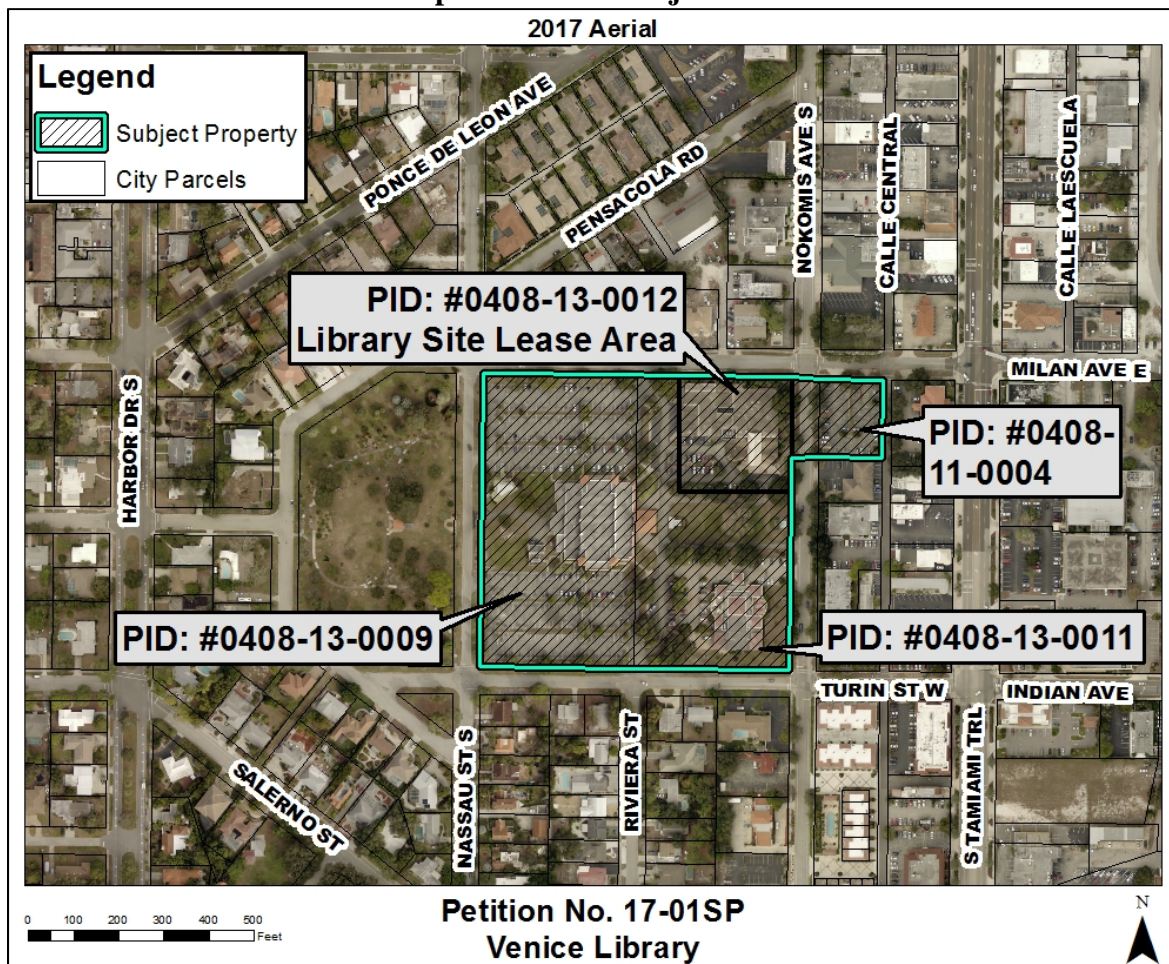 2017 Aerial
Legend
Subject Property
City Parcels
PONCE DE LEON AVE
PENSACOLA RD
NOKOMIS AVE S
CALLE CENTRAL
CALLE LAESCUELA
PID: #0408-13-0012
Library Site Lease Area
MILAN AVE E
HARBOR DR S
PID: #0408-
11-0004
PID: #0408-13-0009
PID: #0408-13-0011
TURIN ST W
INDIAN AVE
SALERNO ST
NASSAU ST S
RIVIERA ST
S TAMIAMI TRL
0 100 200 300 400 500
Feet
Petition No. 17-01SP
Venice Library
N